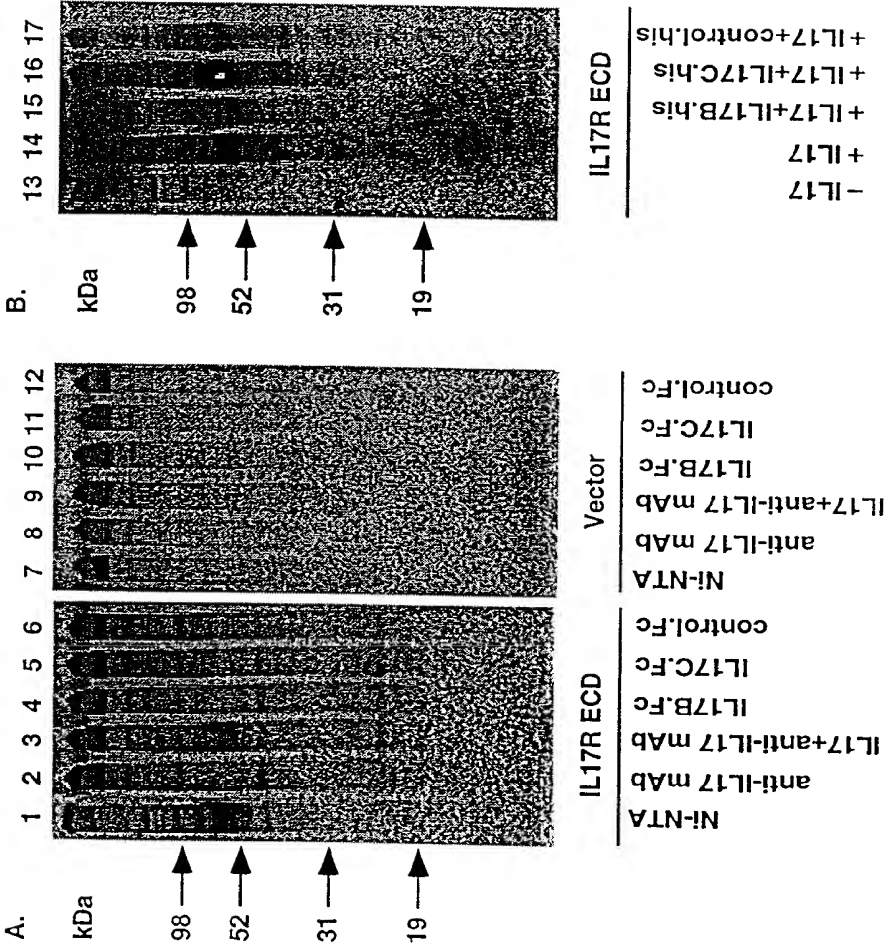 A.
kDa
1 2 3 4 5 6 7 8 9 10 11 12
98
52
31
19
Ni-NTA
anti-IL17 mAb
IL17+anti-IL17 mAb
IL17B.Fc
IL17C.Fc
control.Fc
IL17R ECD
Ni-NTA
anti-IL17 mAb
IL17+anti-IL17 mAb
IL17B.Fc
IL17C.Fc
control.Fc
Vector
B.
kDa
13 14 15 16 17
98
52
31
19
– IL17
+ IL17
+ IL17+IL17B.his
+ IL17+IL17C.his
+ IL17+control.his
IL17R ECD